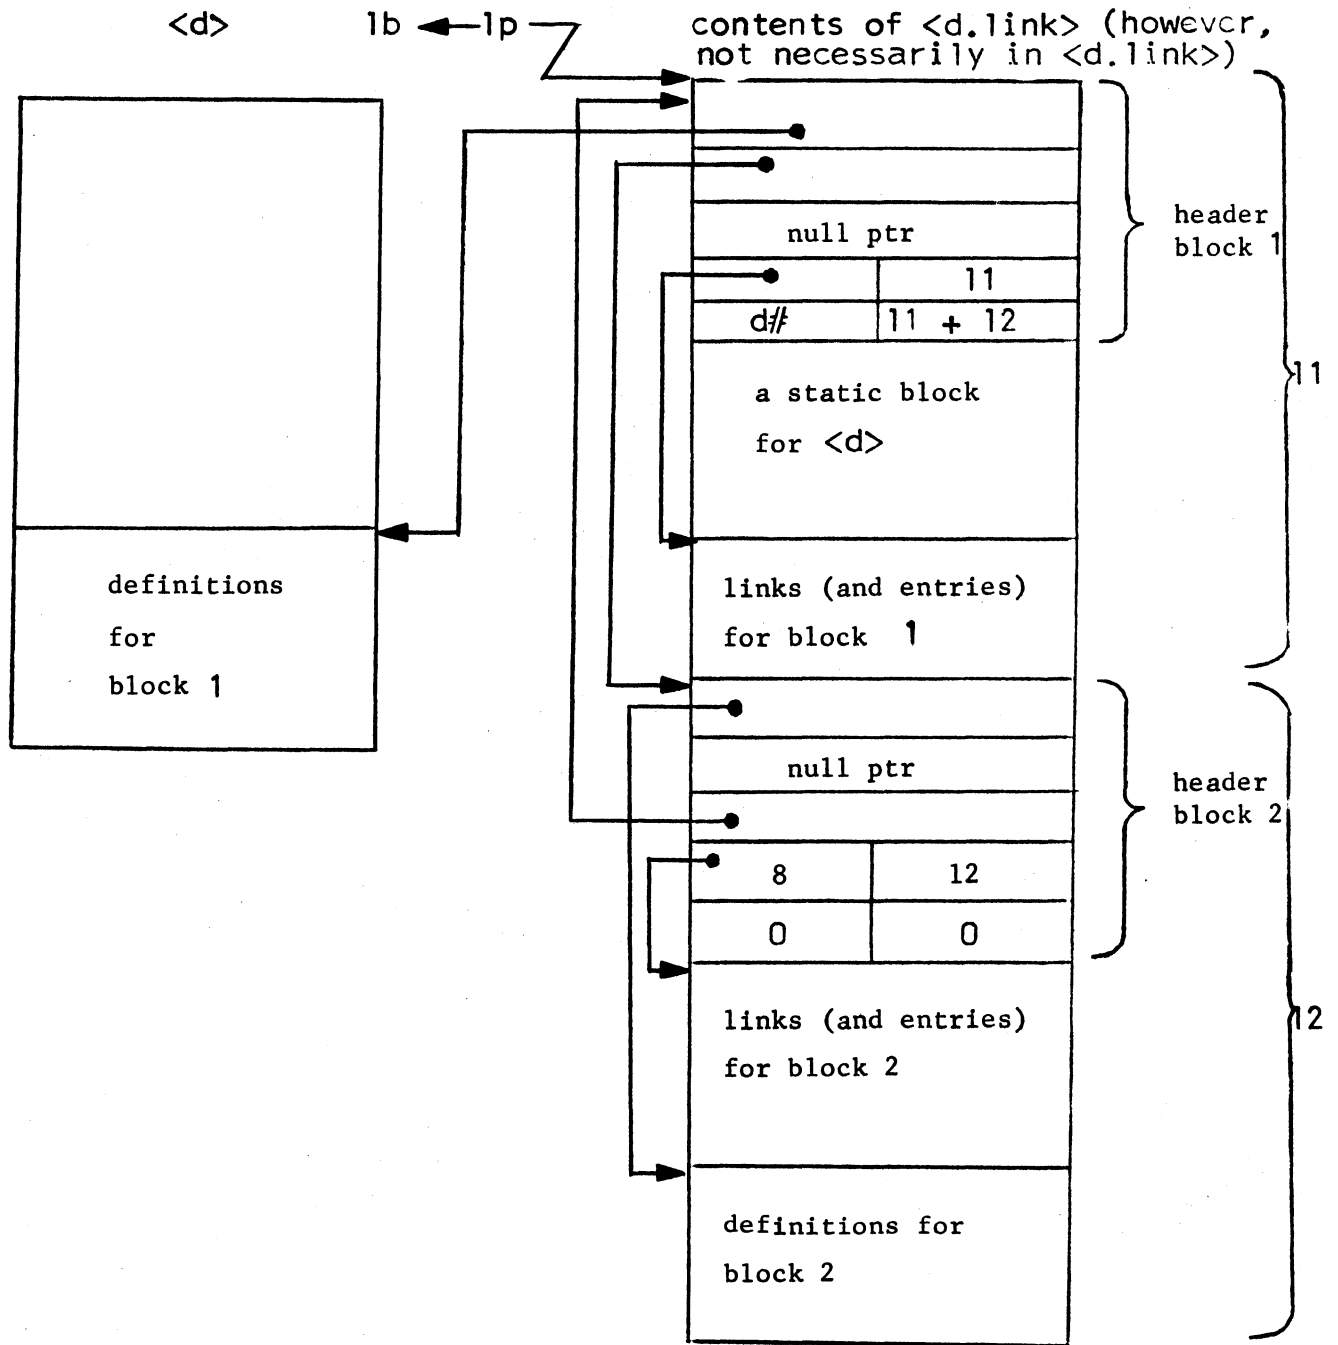 <d>
lb lp
contents of <d.link> (however,
not necessarily in <d.link>)
header
block 1
null ptr
11
d# 11 + 12
11
a static block
for <d>
definitions
for
block 1
links (and entries)
for block 1
null ptr
header
block 2
8 12
0 0
12
links (and entries)
for block 2
definitions for
block 2